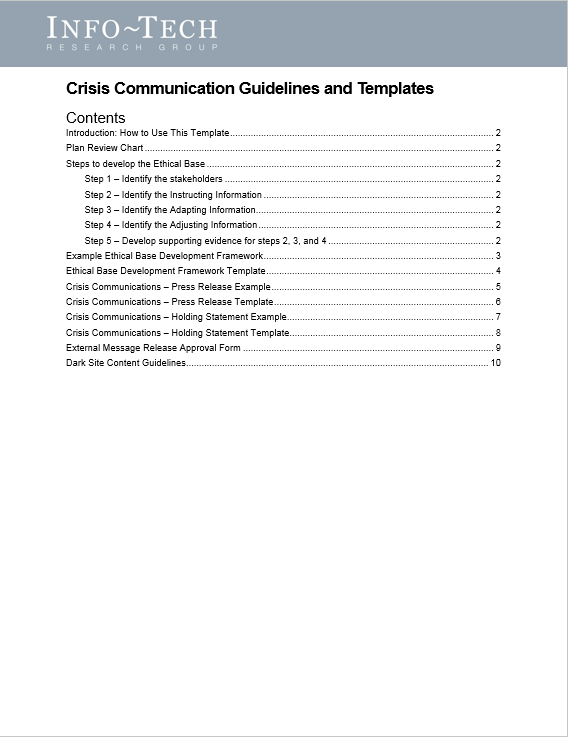 INFO~TECH
RESEARCH GROUP
Crisis Communication Guidelines and Templates
Contents
Introduction: How to Use This Template 2
Plan Review Chart 2
Steps to develop the Ethical Base 2
Step 1 – Identify the stakeholders 2
Step 2 – Identify the Instructing Information 2
Step 3 – Identify the Adapting Information 2
Step 4 – Identify the Adjusting Information 2
Step 5 – Develop supporting evidence for steps 2, 3, and 4 2
Example Ethical Base Development Framework 3
Ethical Base Development Framework Template 4
Crisis Communications – Press Release Example 5
Crisis Communications – Press Release Template 6
Crisis Communications – Holding Statement Example 7
Crisis Communications – Holding Statement Template 8
External Message Release Approval Form 9
Dark Site Content Guidelines 10